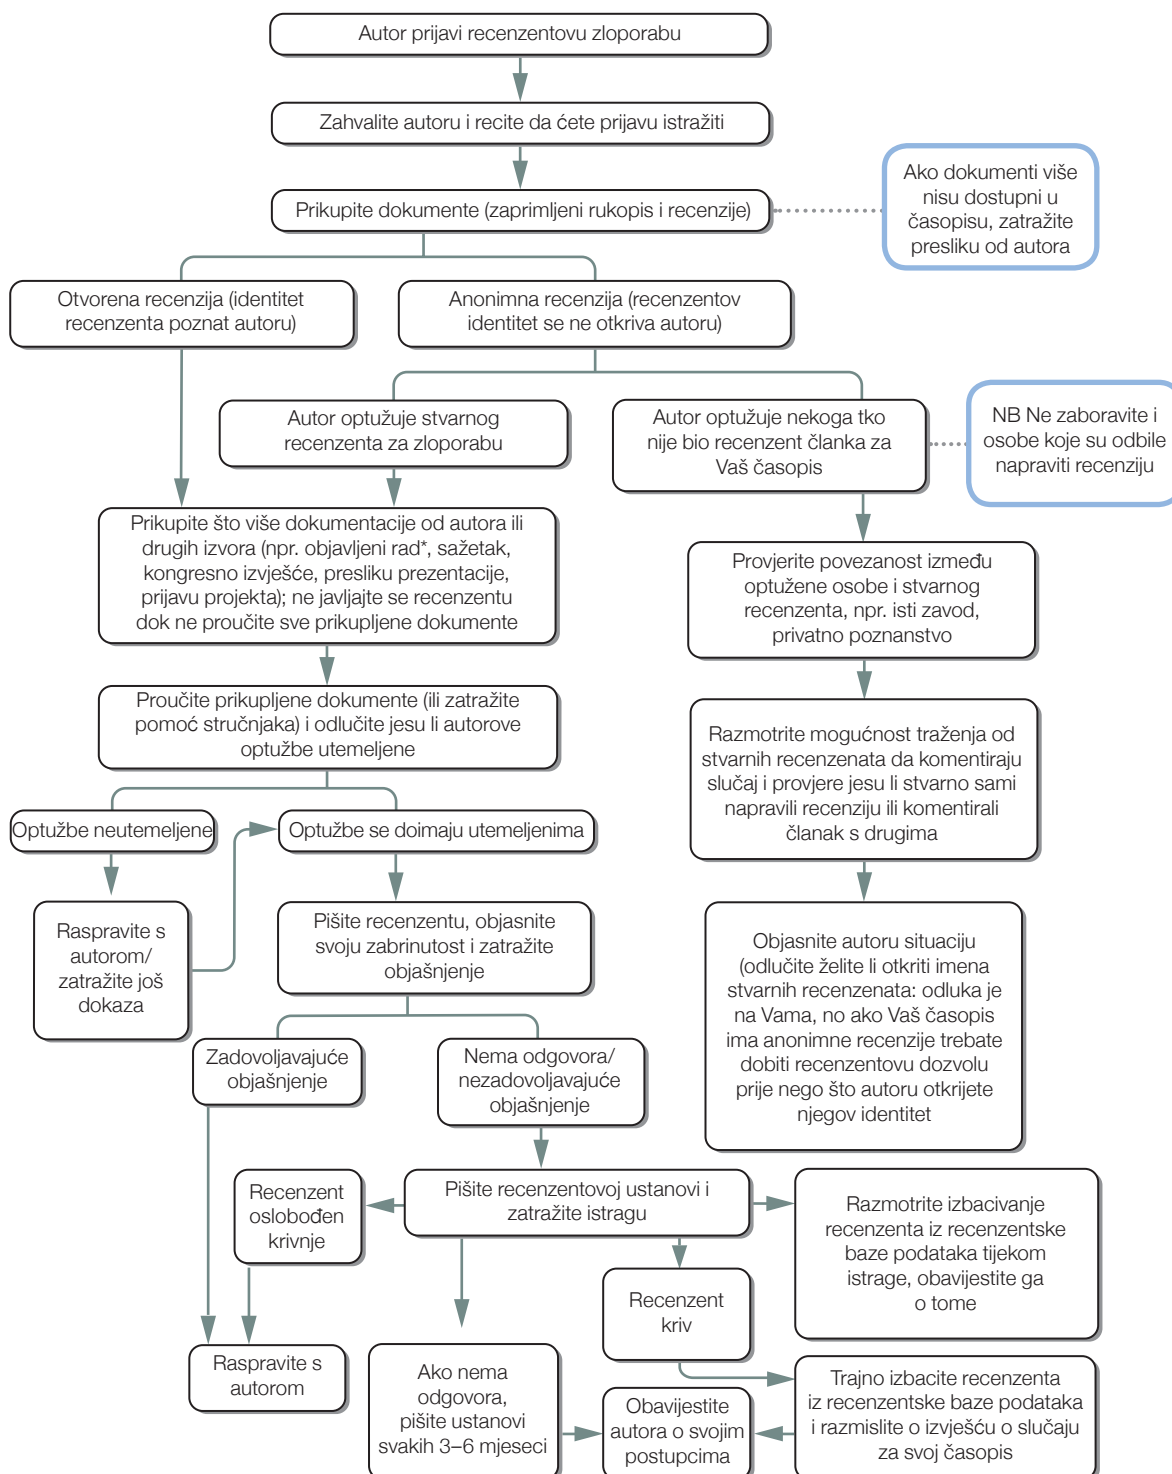 Autor prijavi recenzentovu zloporabu
Zahvalite autoru i recite da ćete prijavu istražiti
Prikupite dokumente (zaprimljeni rukopis i recenzije)
Ako dokumenti više
nisu dostupni u
časopisu, zatražite
presliku od autora
Otvorena recenzija (identitet
recenzenta poznat autoru)
Anonimna recenzija (recenzentov
identitet se ne otkriva autoru)
Autor optužuje stvarnog
recenzenta za zloporabu
Autor optužuje nekoga tko
nije bio recenzent članka za
Vaš časopis
NB Ne zaboravite i
osobe koje su odbile
napraviti recenziju
Prikupite što više dokumentacije od autora ili
drugih izvora (npr. objavljeni rad*, sažetak,
kongresno izvješće, presliku prezentacije,
prijavu projekta); ne javljajte se recenzentu
dok ne proučite sve prikupljene dokumente
Provjerite povezanost između
optužene osobe i stvarnog
recenzenta, npr. isti zavod,
privatno poznanstvo
Proučite prikupljene dokumente (ili zatražite
pomoć stručnjaka) i odlučite jesu li autorove
optužbe utemeljene
Razmotrite mogućnost traženja od
stvarnih recenzenata da komentiraju
slučaj i provjere jesu li stvarno sami
napravili recenziju ili komentirali
članak s drugima
Optužbe neutemeljene
Optužbe se doimaju utemeljenima
Raspravite s
autorom/
zatražite još
dokaza
Pišite recenzentu, objasnite
svoju zabrinutost i zatražite
objašnjenje
Objasnite autoru situaciju
(odlučite želite li otkriti imena
stvarnih recenzenata: odluka je
na Vama, no ako Vaš časopis
ima anonimne recenzije trebate
dobiti recenzentovu dozvolu
prije nego što autoru otkrijete
njegov identitet
Zadovoljavajuće
objašnjenje
Nema odgovora/
nezadovoljavajuće
objašnjenje
Recenzent
oslobođen
krivnje
Pišite recenzentovoj ustanovi i
zatražite istragu
Razmotrite izbacivanje
recenzenta iz recenzentske
baze podataka tijekom
istrage, obavijestite ga
o tome
Recenzent
kriv
Raspravite s
autorom
Ako nema
odgovora,
pišite ustanovi
svakih 3–6 mjeseci
Obavijestite
autora o svojim
postupcima
Trajno izbacite recenzenta
iz recenzentske baze podataka
i razmislite o izvješću o slučaju
za svoj časopis